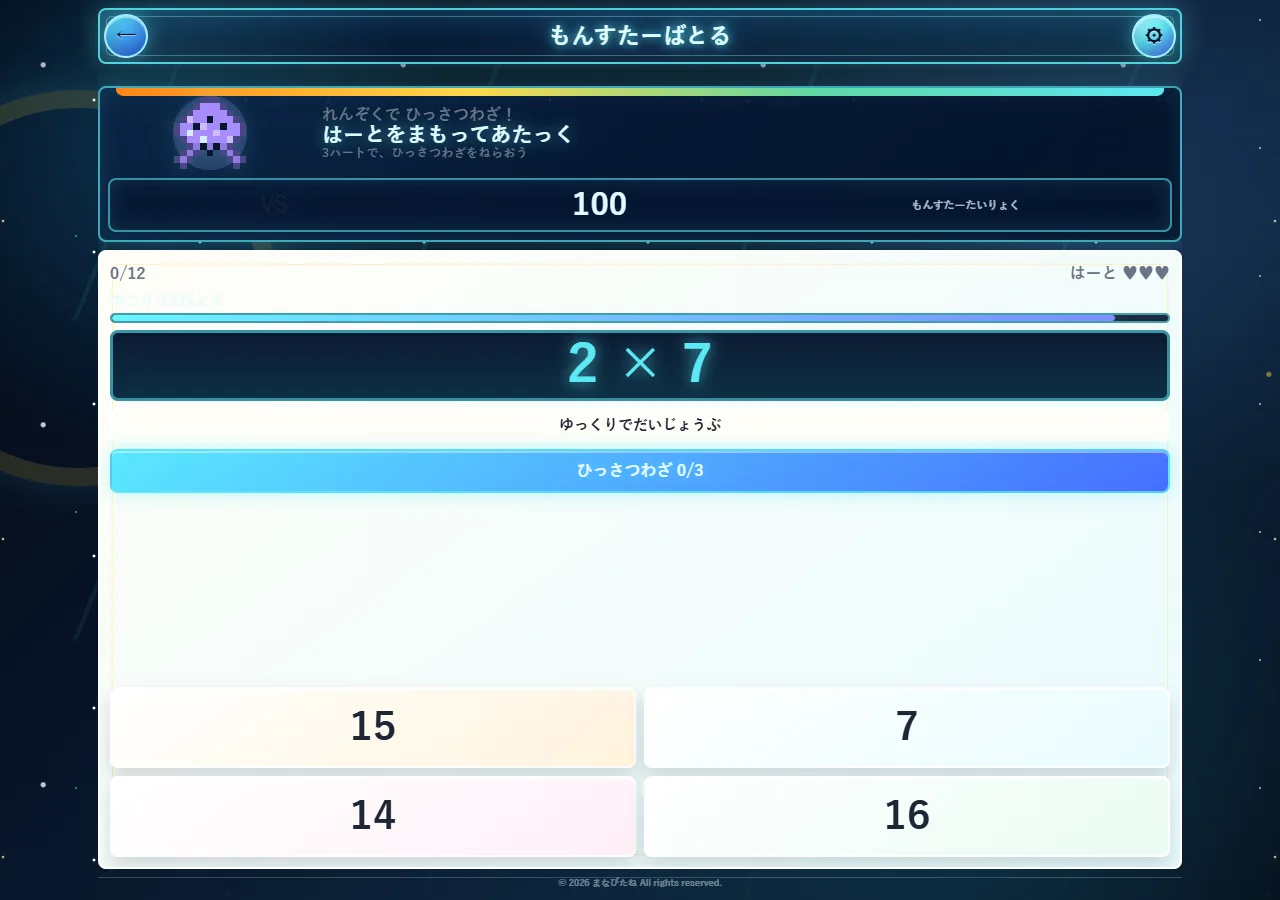 ←
もんすたーばとる
れんぞくで ひっさつわざ！
はーとをまもってあたっく
3ハートで、ひっさつわざをねらおう
VS
100
もんすたーたいりょく
0/12
はーと ♥♥♥
2 × 7
ゆっくりでだいじょうぶ
ひっさつわざ 0/3
15
7
14
16
© 2026 まなびたね All rights reserved.